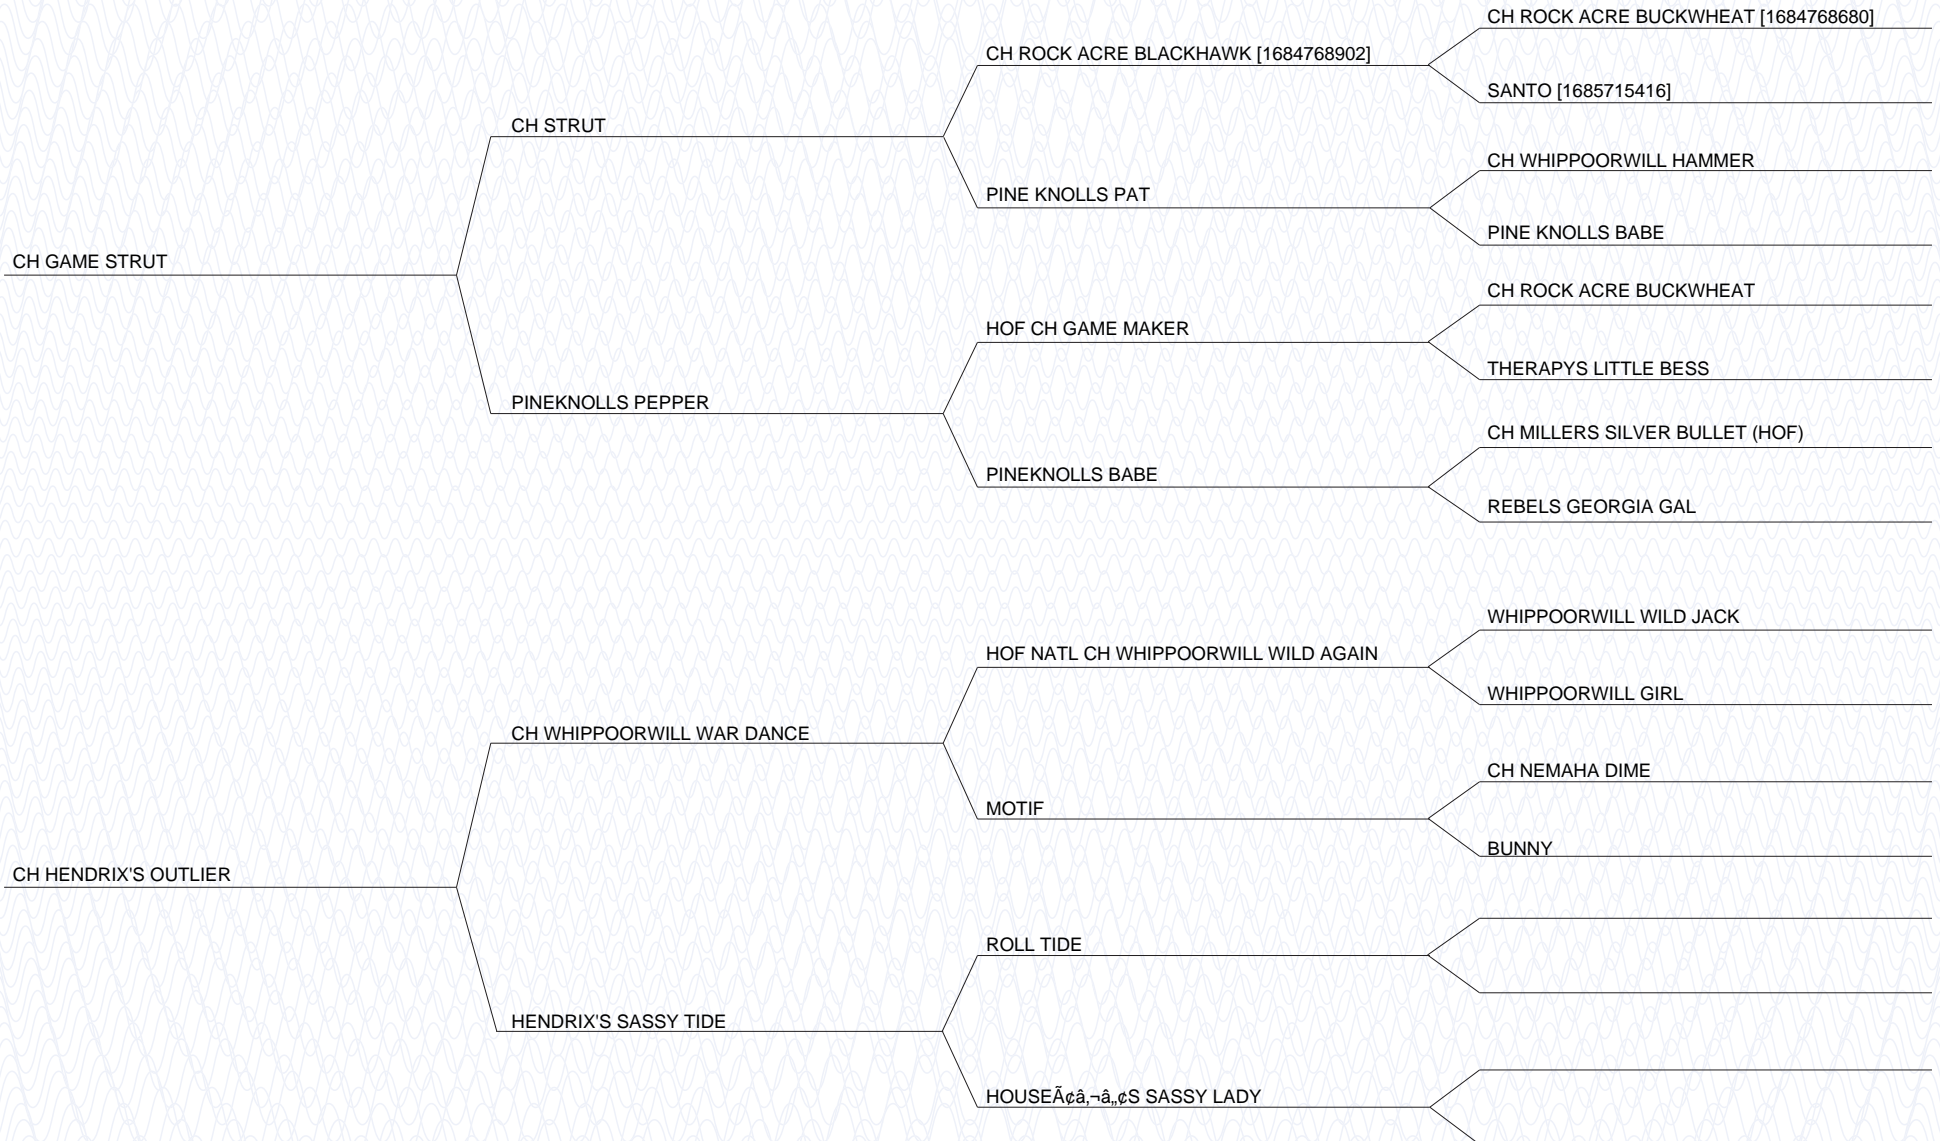 CH ROCK ACRE BUCKWHEAT [1684768680]
CH ROCK ACRE BLACKHAWK [1684768902]
SANTO [1685715416]
CH STRUT
CH WHIPPOORWILL HAMMER
PINE KNOLLS PAT
PINE KNOLLS BABE
CH GAME STRUT
CH ROCK ACRE BUCKWHEAT
HOF CH GAME MAKER
THERAPYS LITTLE BESS
PINEKNOLLS PEPPER
CH MILLERS SILVER BULLET (HOF)
PINEKNOLLS BABE
REBELS GEORGIA GAL
WHIPPOORWILL WILD JACK
HOF NATL CH WHIPPOORWILL WILD AGAIN
WHIPPOORWILL GIRL
CH WHIPPOORWILL WAR DANCE
CH NEMAHA DIME
MOTIF
BUNNY
CH HENDRIX'S OUTLIER
ROLL TIDE
HENDRIX'S SASSY TIDE
HOUSEÃ¢â‚¬â„¢S SASSY LADY